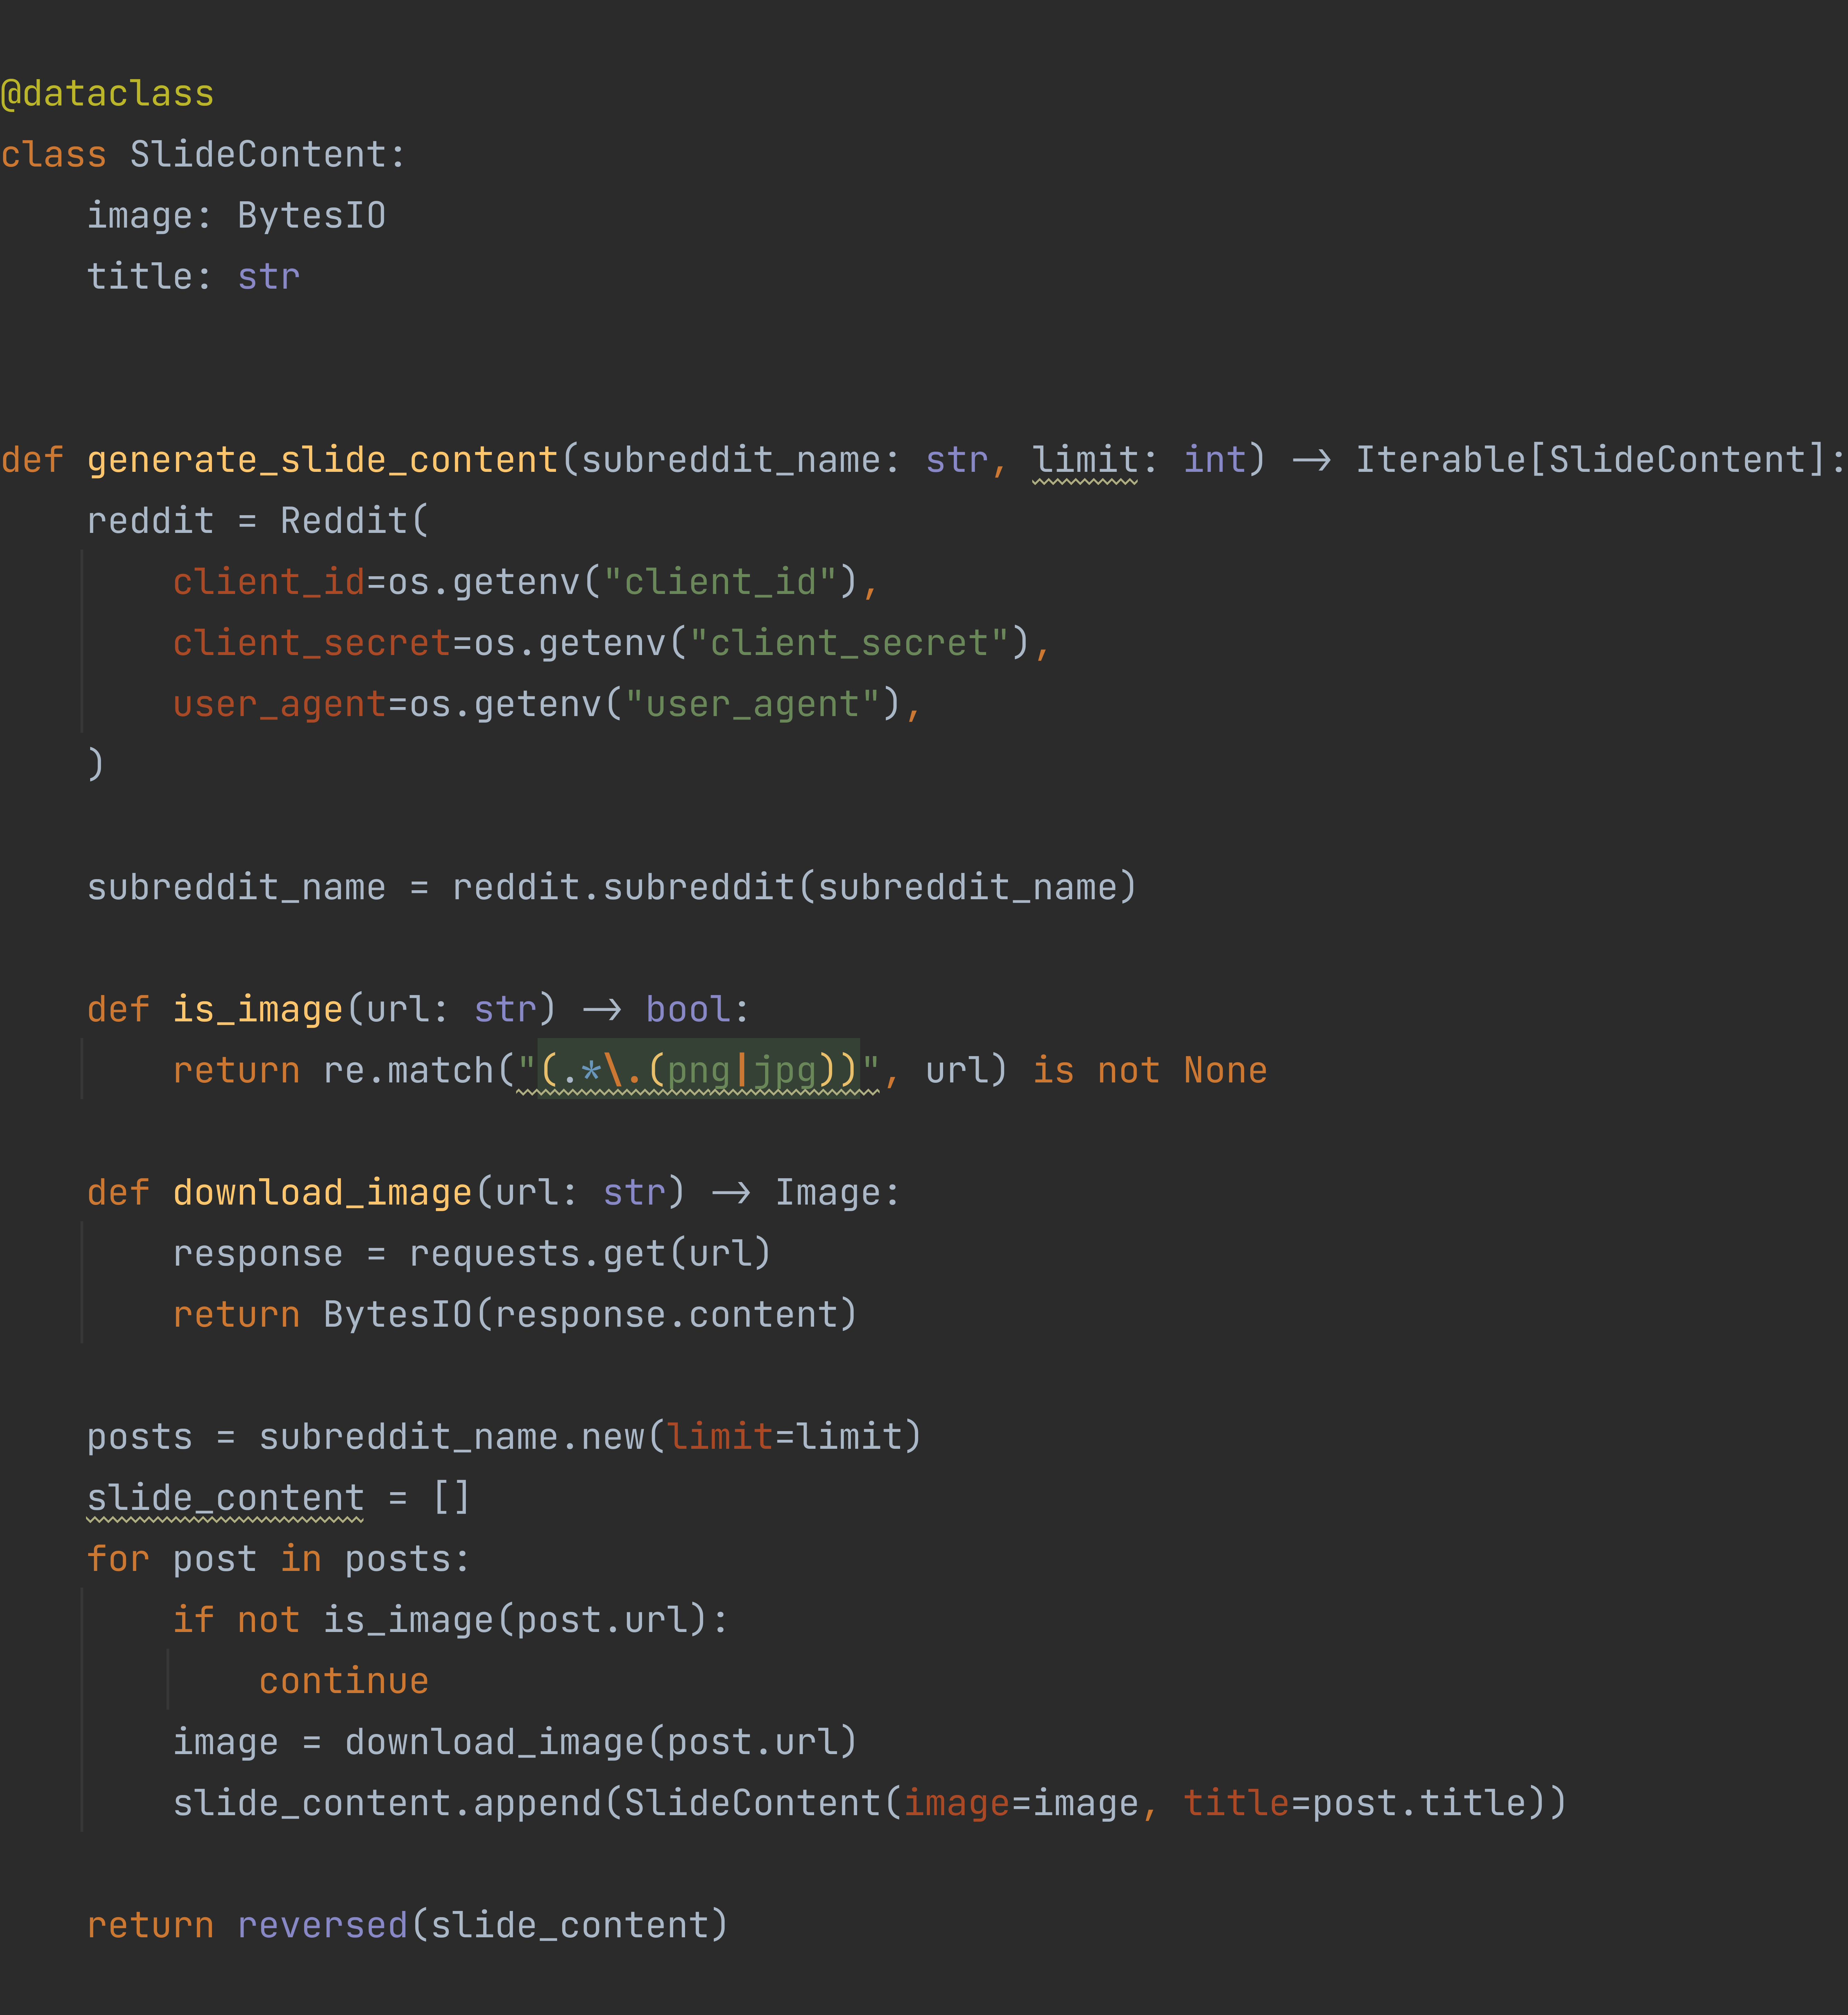 @dataclass
class SlideContent:
    image: BytesIO
    title: str
def generate_slide_content(subreddit_name: str, limit: int) -> Iterable[SlideContent]:
    reddit = Reddit(
        client_id=os.getenv("client_id"),
        client_secret=os.getenv("client_secret"),
        user_agent=os.getenv("user_agent"),
    )
    subreddit_name = reddit.subreddit(subreddit_name)
    def is_image(url: str) -> bool:
        return re.match("(.*\.(png|jpg))", url) is not None
    def download_image(url: str) -> Image:
        response = requests.get(url)
        return BytesIO(response.content)
    posts = subreddit_name.new(limit=limit)
    slide_content = []
    for post in posts:
        if not is_image(post.url):
            continue
        image = download_image(post.url)
        slide_content.append(SlideContent(image=image, title=post.title))
    return reversed(slide_content)